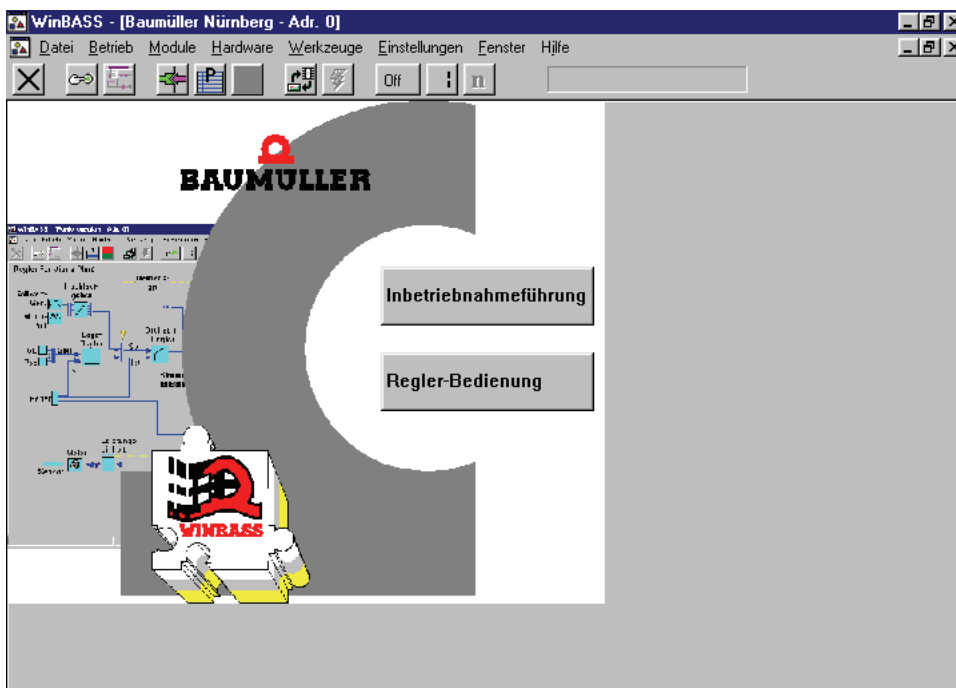 WinBASS - [Baumüller Nürnberg - Adr. 0]
Datei Betrieb Module Hardware Werkzeuge Einstellungen Fenster Hilfe
P Off n
BAUMÜLLER
Inbetriebnahmeführung
Regler-Bedienung
WINBASS